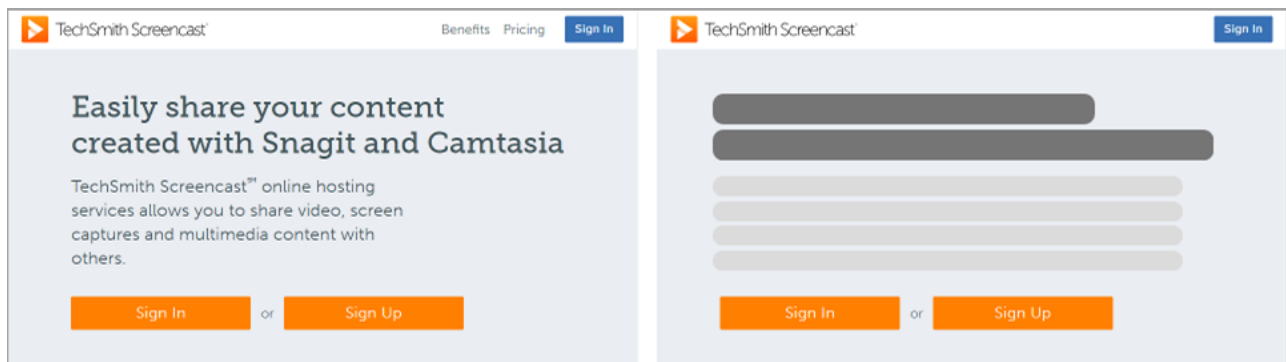 TechSmith Screencast® Benefits Pricing Sign In
Easily share your content
created with Snagit and Camtasia
TechSmith Screencast℠ online hosting
services allows you to share video, screen
captures and multimedia content with
others.
Sign In or Sign Up
TechSmith Screencast® Sign In
Sign In or Sign Up